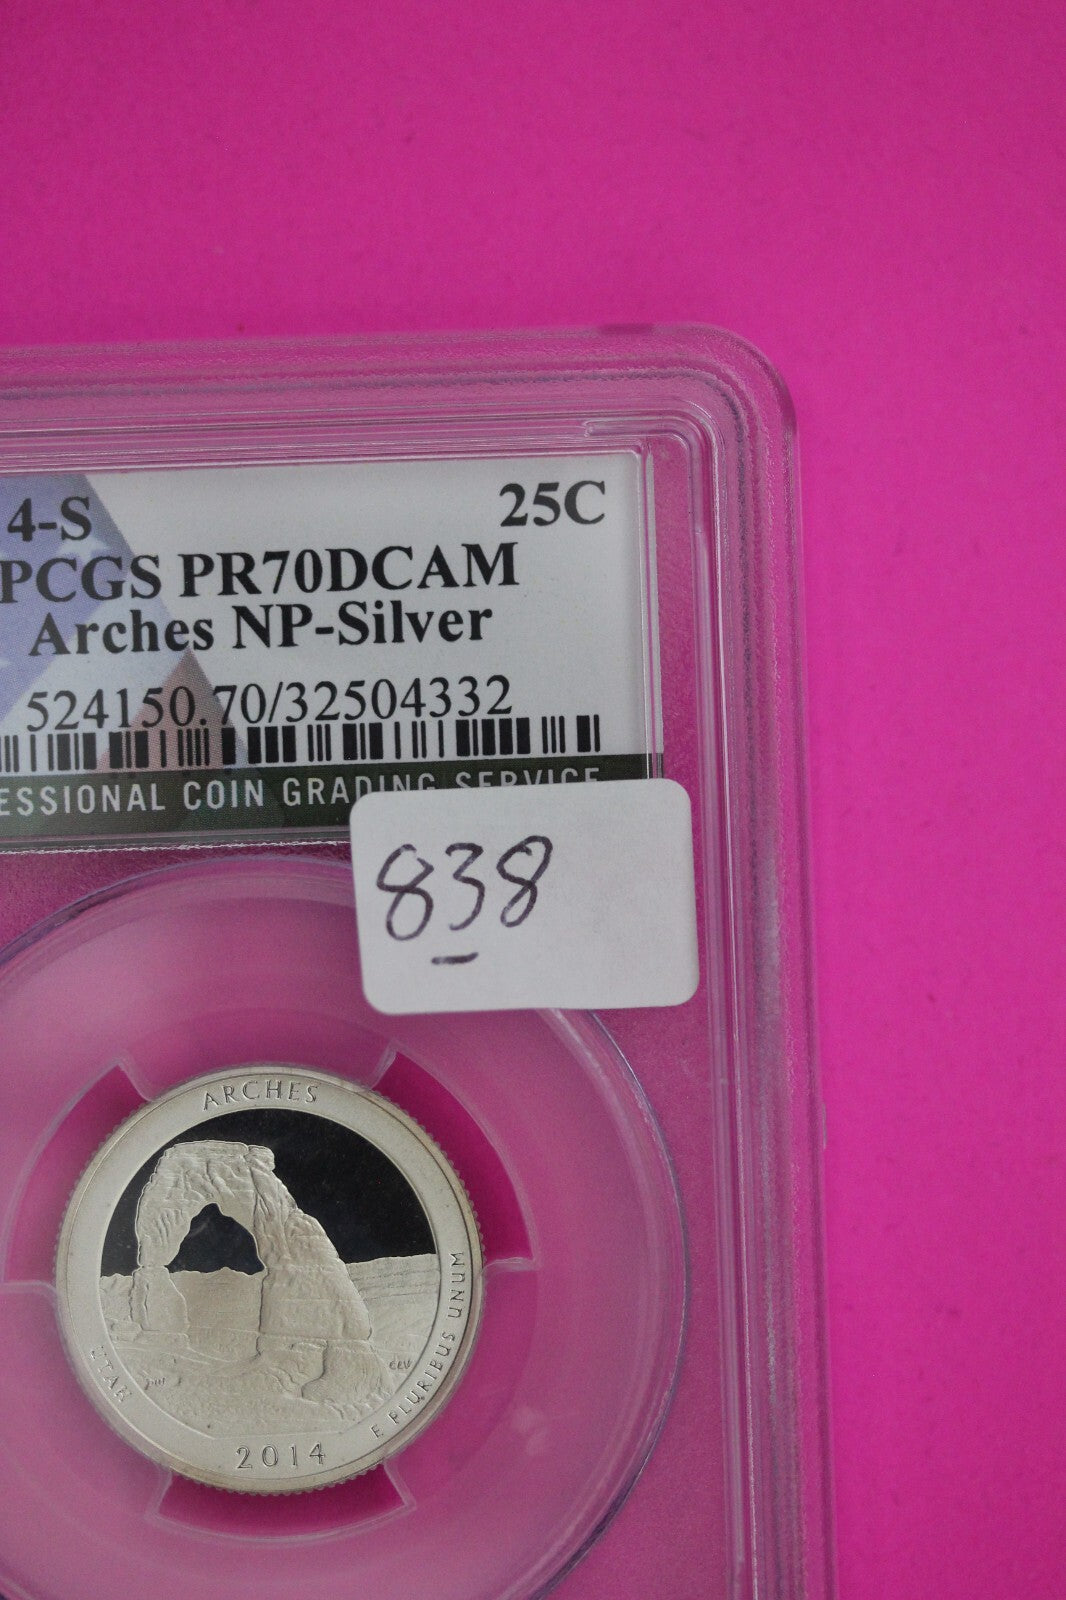 4-S 25C
PCGS PR70DCAM
Arches NP-Silver
524150.70/32504332
ESSIONAL COIN GRADING SERVICE
838
ARCHES
UTAH
E PLURIBUS UNUM
CCV
2014